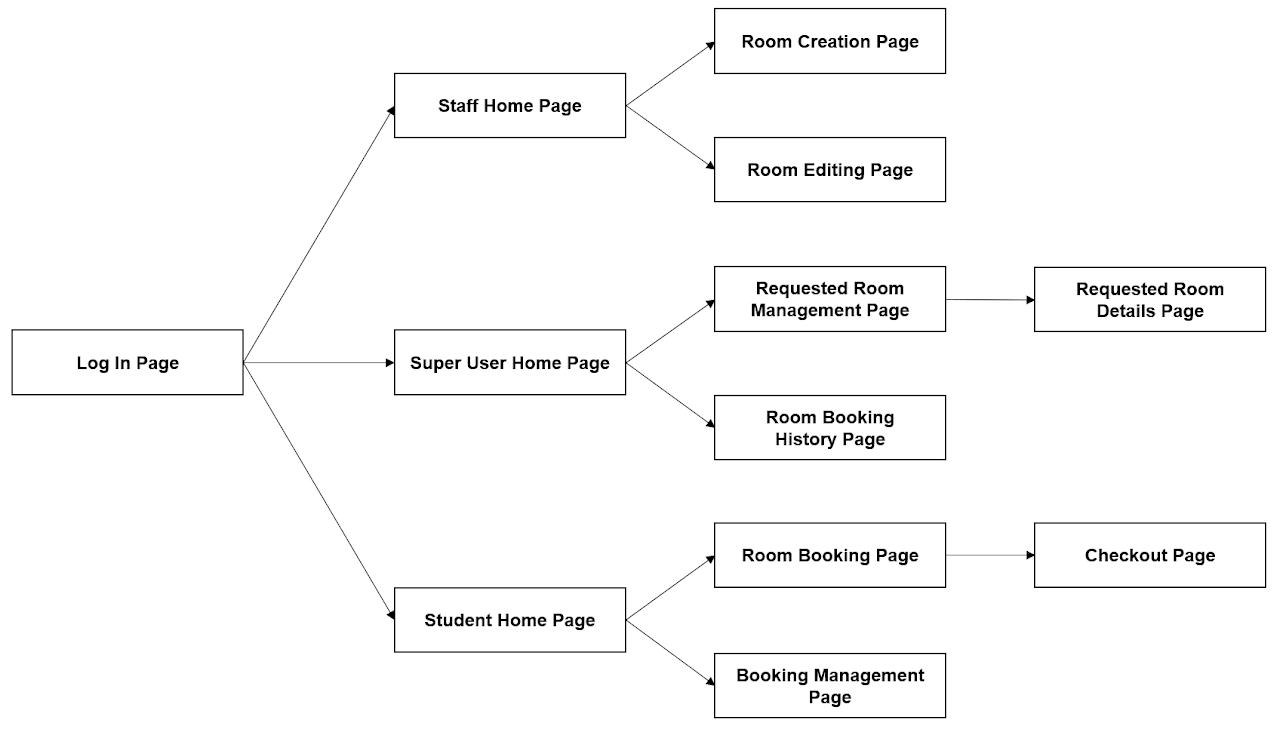 Room Creation Page
Staff Home Page
Room Editing Page
Requested Room
Management Page
Requested Room
Details Page
Log In Page
Super User Home Page
Room Booking
History Page
Room Booking Page
Checkout Page
Student Home Page
Booking Management
Page